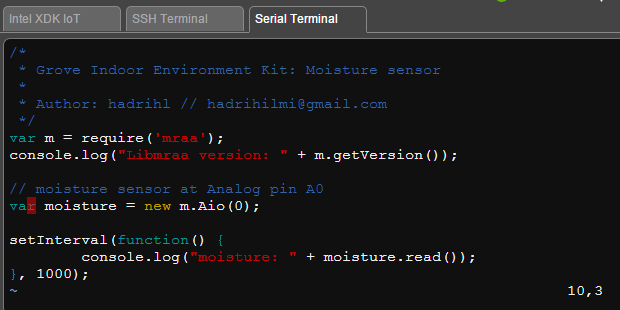 Intel XDK IoT
SSH Terminal
Serial Terminal
/*
 * Grove Indoor Environment Kit: Moisture sensor
 *
 * Author: hadrihl // hadrihilmi@gmail.com
 */
var m = require('mraa');
console.log("Libmraa version: " + m.getVersion());

// moisture sensor at Analog pin A0
var moisture = new m.Aio(0);

setInterval(function() {
        console.log("moisture: " + moisture.read());
}, 1000);
~
10,3